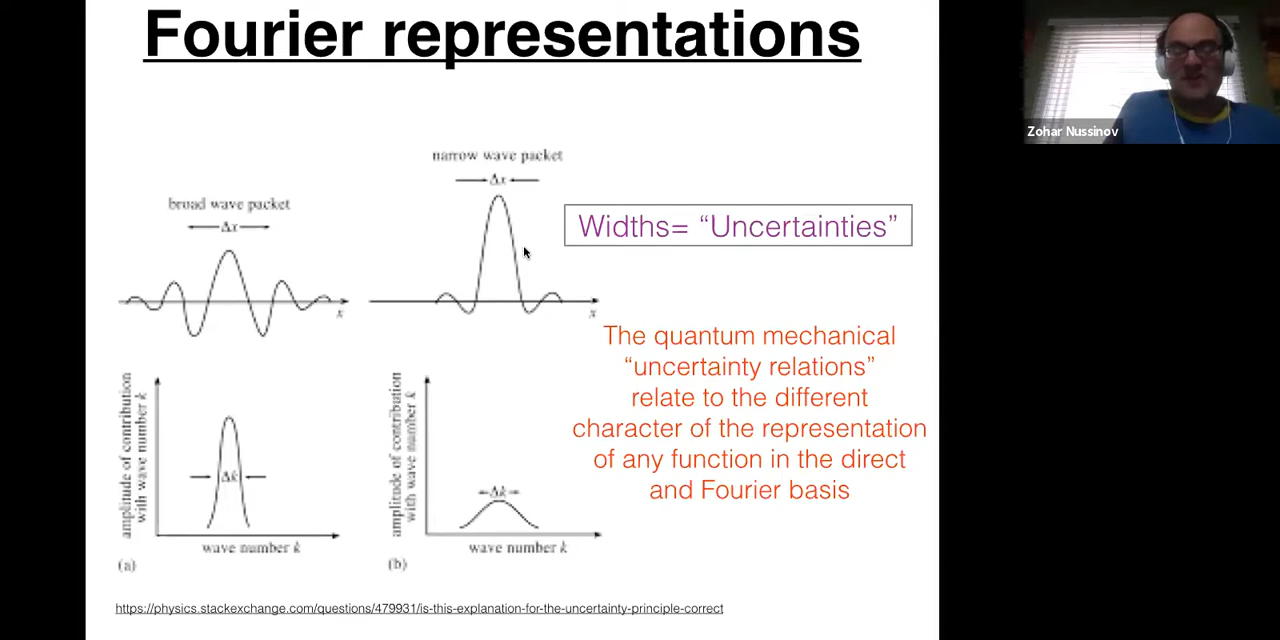 Fourier representations
Zohar Nussinov
narrow wave packet
Δx
broad wave packet
Δx
Widths= “Uncertainties”
x
x
The quantum mechanical
“uncertainty relations”
relate to the different
character of the representation
of any function in the direct
and Fourier basis
amplitude of contribution
with wave number k
Δk
wave number k
(a)
amplitude of contribution
with wave number k
Δk
wave number k
(b)
https://physics.stackexchange.com/questions/479931/is-this-explanation-for-the-uncertainty-principle-correct